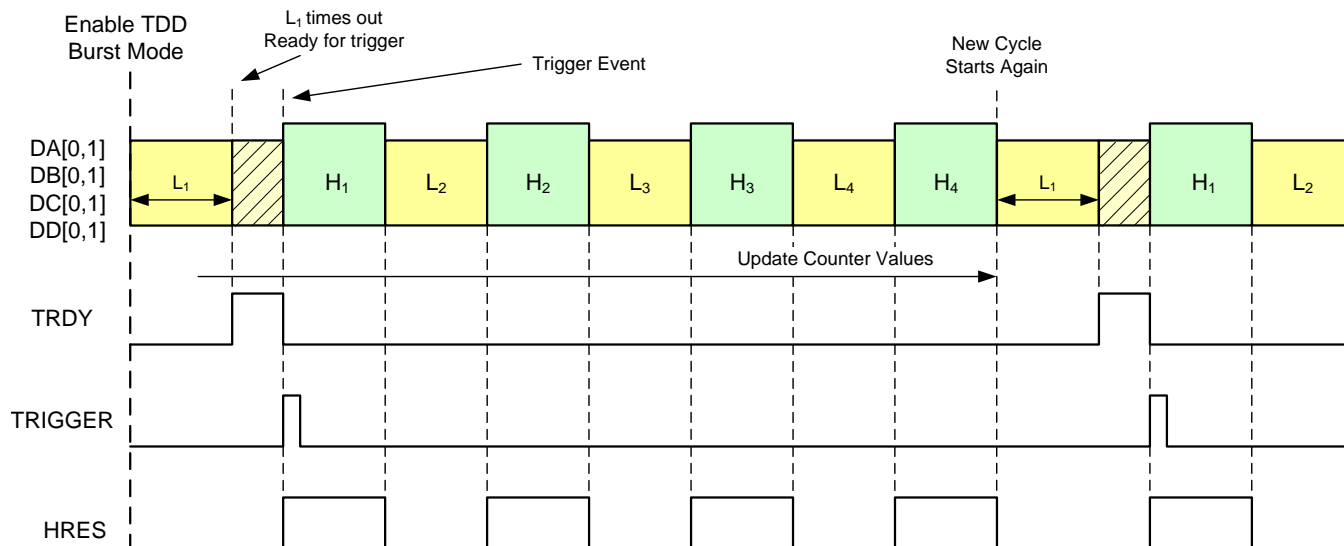 Enable TDD
Burst Mode
L₁ times out
Ready for trigger
Trigger Event
New Cycle
Starts Again
DA[0,1]
DB[0,1]
DC[0,1]
DD[0,1]
L₁ H₁ L₂ H₂ L₃ H₃ L₄ H₄ L₁ H₁ L₂
Update Counter Values
TRDY
TRIGGER
HRES